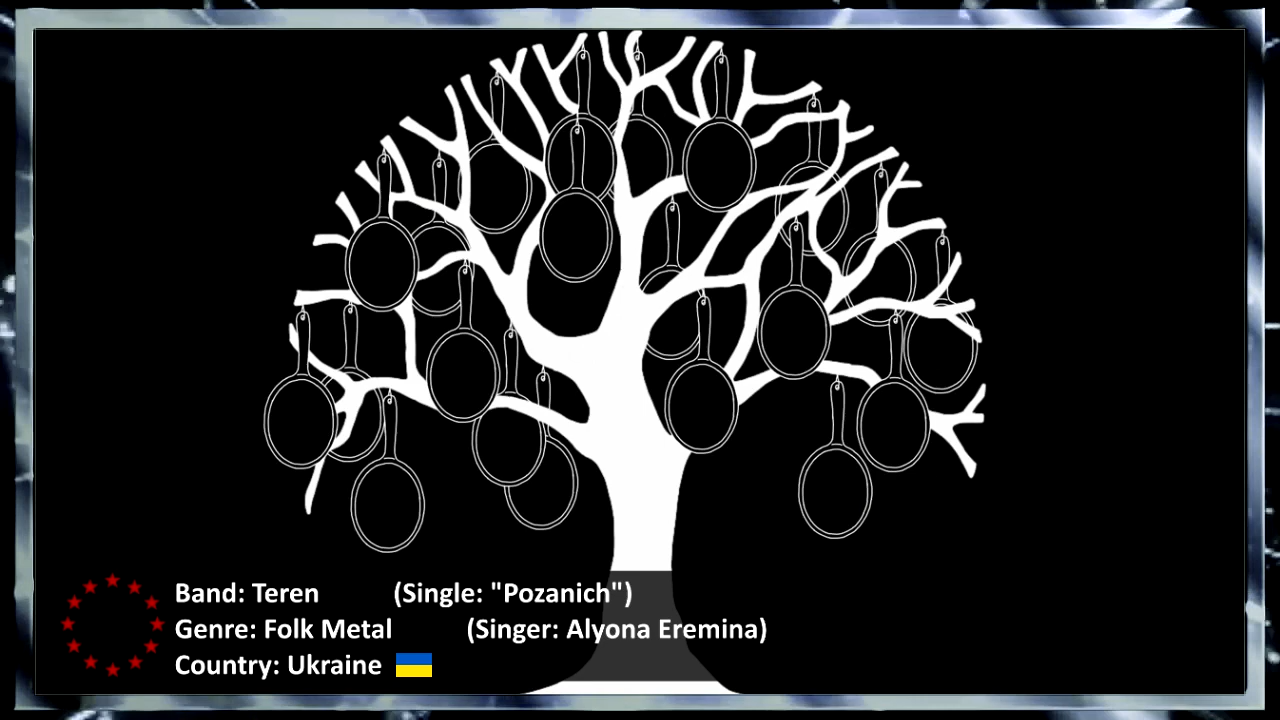 Band: Teren (Single: "Pozanich")
Genre: Folk Metal (Singer: Alyona Eremina)
Country: Ukraine